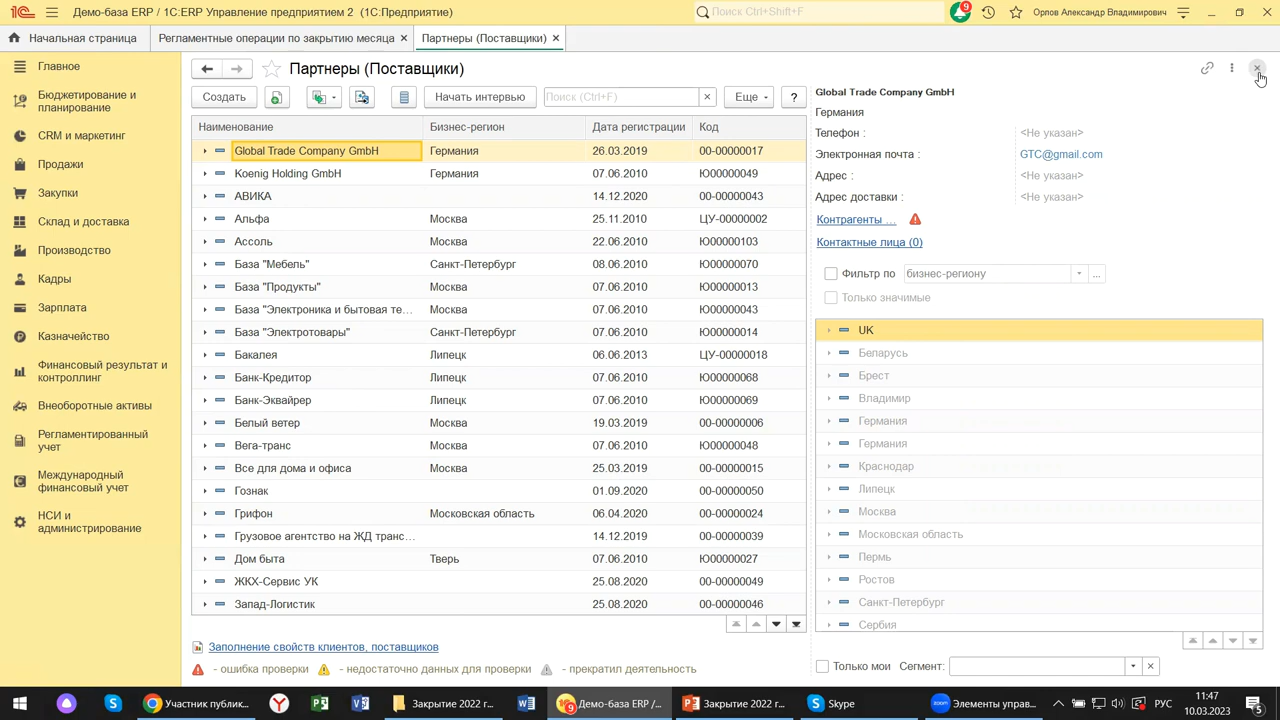 Демо-база ERP / 1С:ERP Управление предприятием 2 (1С:Предприятие)
Поиск Ctrl+Shift+F
9
Орлов Александр Владимирович
Начальная страница
Регламентные операции по закрытию месяца ×
Партнеры (Поставщики) ×
Главное
Бюджетирование и
планирование
CRM и маркетинг
Продажи
Закупки
Склад и доставка
Производство
Кадры
Зарплата
Казначейство
Финансовый результат и
контроллинг
Внеоборотные активы
Регламентированный
учет
Международный
финансовый учет
НСИ и
администрирование
Партнеры (Поставщики)
Создать
Начать интервью
Поиск (Ctrl+F)
×
Еще
?
Наименование Бизнес-регион Дата регистрации Код
Global Trade Company GmbH Германия 26.03.2019 00-00000017
Koenig Holding GmbH Германия 07.06.2010 Ю00000049
АВИКА 14.12.2020 00-00000043
Альфа Москва 25.11.2010 ЦУ-00000002
Ассоль Москва 22.06.2010 Ю00000103
База "Мебель" Санкт-Петербург 08.06.2010 Ю00000070
База "Продукты" Москва 07.06.2010 Ю00000013
База "Электроника и бытовая те... Москва 07.06.2010 Ю00000043
База "Электротовары" Санкт-Петербург 07.06.2010 Ю00000014
Бакалея Липецк 06.06.2013 ЦУ-00000018
Банк-Кредитор Липецк 07.06.2010 Ю00000068
Банк-Эквайрер Липецк 07.06.2010 Ю00000069
Белый ветер Москва 19.03.2019 00-00000006
Вега-транс Москва 07.06.2010 Ю00000048
Все для дома и офиса Москва 25.03.2019 00-00000015
Гознак 01.09.2020 00-00000050
Грифон Московская область 06.04.2020 00-00000024
Грузовое агентство на ЖД транс... 14.12.2019 00-00000039
Дом быта Тверь 07.06.2010 Ю00000027
ЖКХ-Сервис УК 25.08.2020 00-00000049
Запад-Логистик 25.08.2020 00-00000046
Заполнение свойств клиентов, поставщиков
- ошибка проверки - недостаточно данных для проверки - прекратил деятельность
Global Trade Company GmbH
Германия
Телефон : <Не указан>
Электронная почта : GTC@gmail.com
Адрес : <Не указан>
Адрес доставки : <Не указан>
Контрагенты ...
Контактные лица (0)
Фильтр по бизнес-региону ...
Только значимые
UK
Беларусь
Брест
Владимир
Германия
Германия
Краснодар
Липецк
Москва
Московская область
Пермь
Ростов
Санкт-Петербург
Сербия
Только мои Сегмент: ×
Участник публик...
Закрытие 2022 г...
9
Демо-база ERP /...
Закрытие 2022 г...
Skype
zoom
Элементы управ...
РУС
11:47
10.03.2023
5